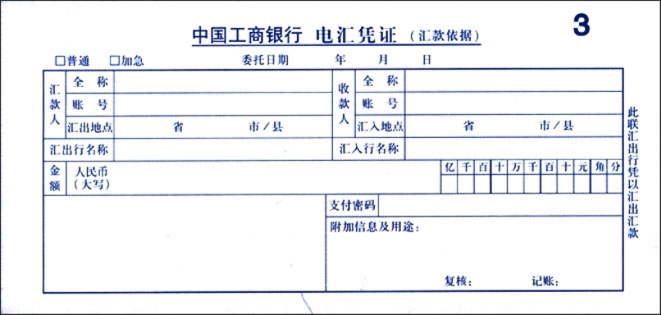 中国工商银行 电汇凭证 （汇款依据） 3
□普通 □加急 委托日期 年 月 日
汇款人 全称 收款人 全称
账号 账号
汇出地点 省 市/县 汇入地点 省 市/县
汇出行名称 汇入行名称
金额 人民币（大写） 亿 千 百 十 万 千 百 十 元 角 分
支付密码
附加信息及用途：
复核： 记账：
此联汇出行凭以汇出汇款